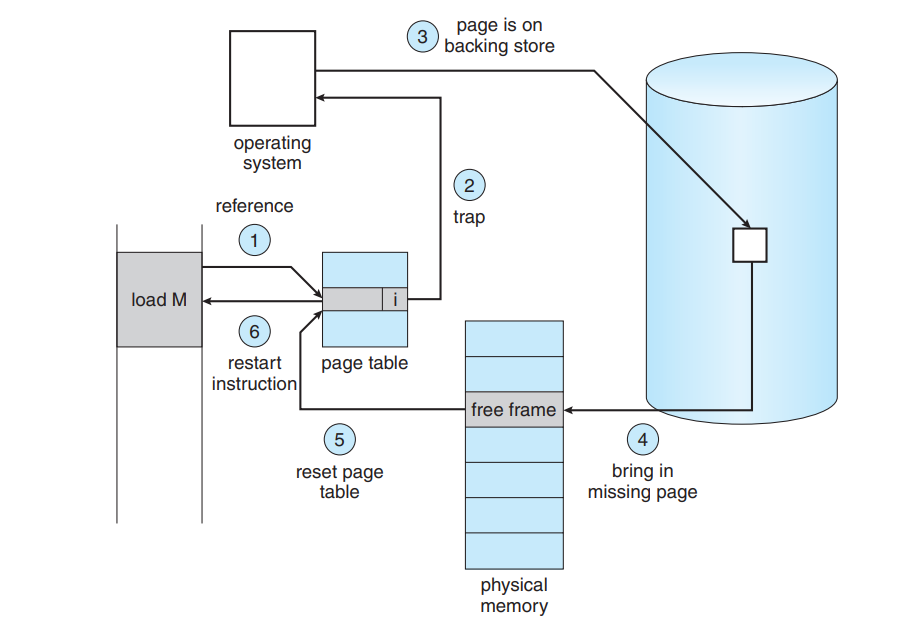 3
page is on
backing store
operating
system
2
trap
reference
1
load M
i
6
restart
instruction
page table
free frame
5
reset page
table
4
bring in
missing page
physical
memory